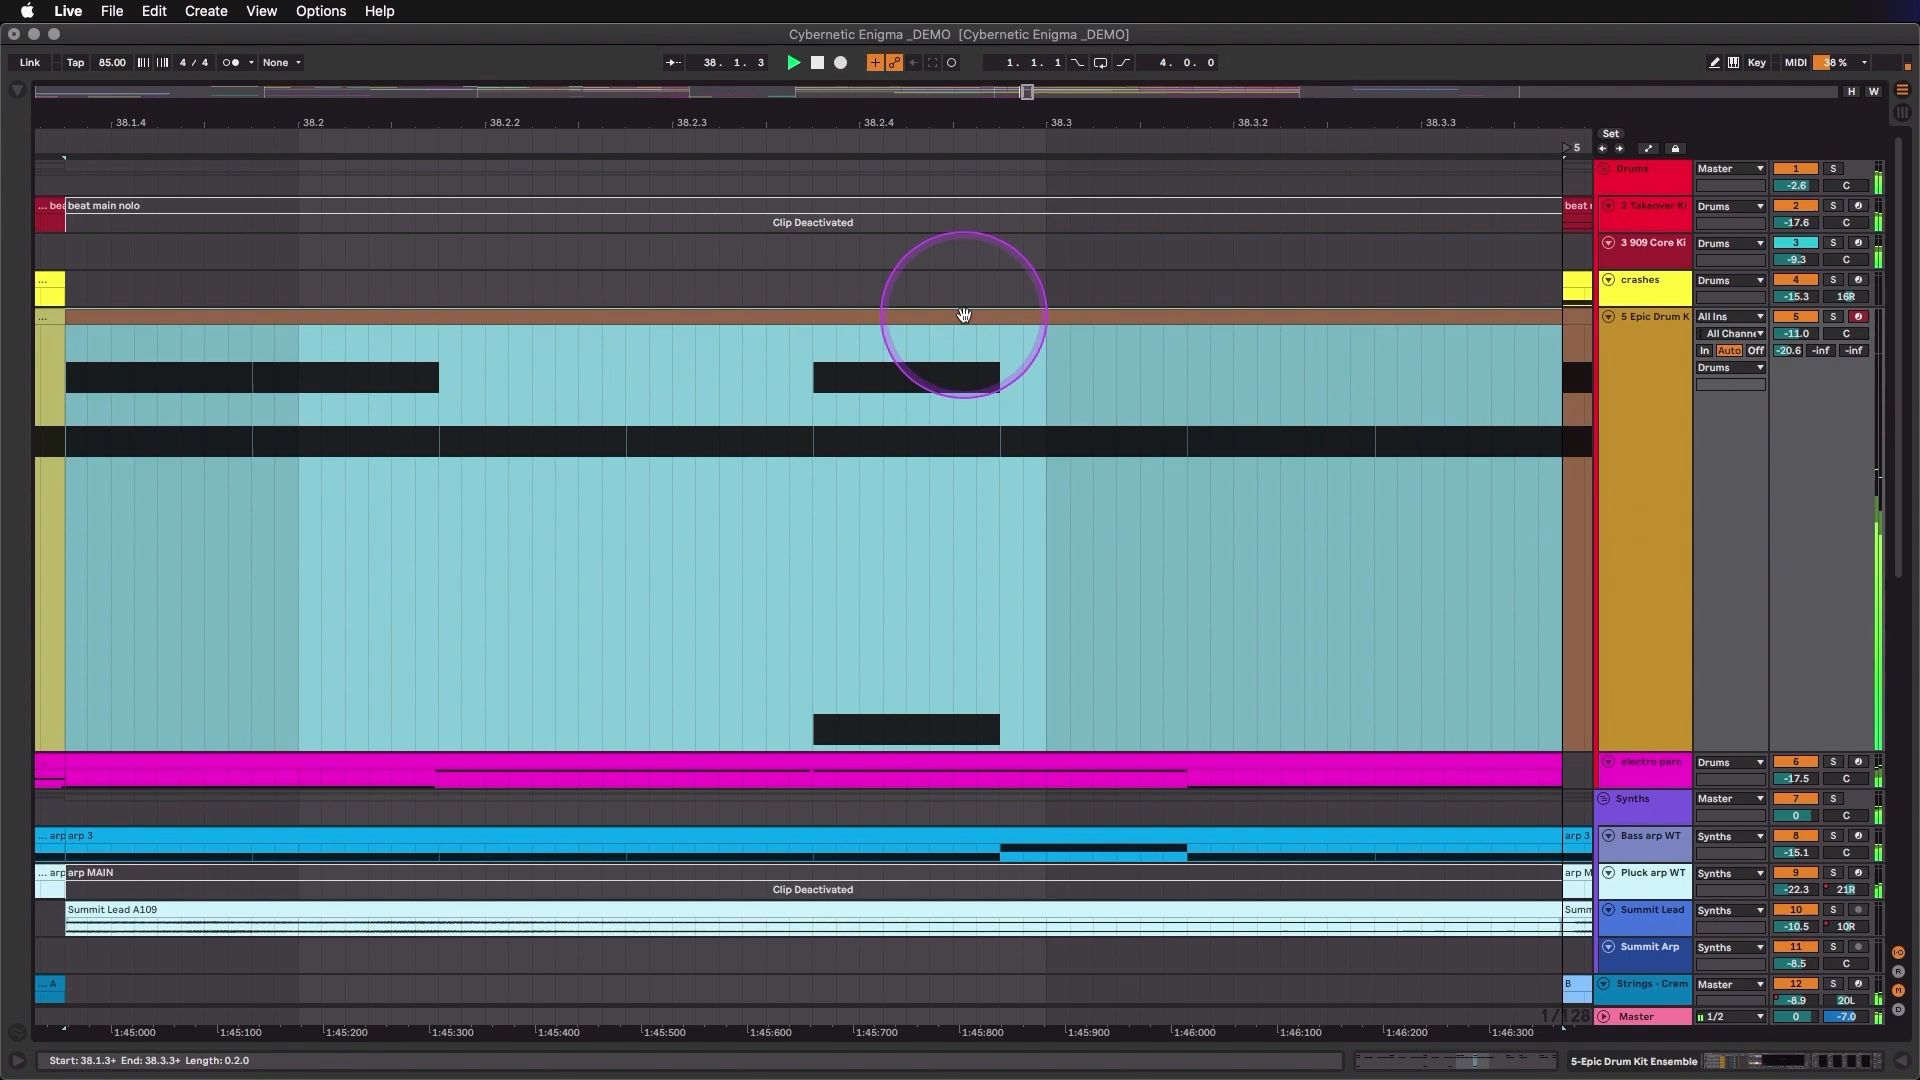 Live File Edit Create View Options Help
Cybernetic Enigma _DEMO [Cybernetic Enigma _DEMO]
Link Tap 85.00 4 / 4 None 38. 1. 3 1. 1. 1 4. 0. 0 Key MIDI 38 %
H W
38.1.4 38.2 38.2.2 38.2.3 38.2.4 38.3 38.3.2 38.3.3
Set
5
Drums Master 1 S
-2.6 C
... bea beat main nolo beat r 2 Takeover Ki Drums 2 S
Clip Deactivated -17.6 C
3 909 Core Ki Drums 3 S
-9.3 C
... crashes Drums 4 S
-15.3 16R
... 5 Epic Drum K All Ins 5 S
All Channe -11.0 C
In Auto Off -20.6 -inf -inf
Drums
electro perc Drums 6 S
-17.5 C
Synths Master 7 S
0 C
... arp arp 3 arp 3 Bass arp WT Synths 8 S
-15.1 C
... arp arp MAIN arp M Pluck arp WT Synths 9 S
Clip Deactivated -22.3 21R
Summit Lead A109 Summ Summit Lead Synths 10 S
-10.5 10R
Summit Arp Synths 11 S
-8.5 C
... A B Strings - Crem Master 12 S
-8.9 20L
1/128 Master 1/2 0 -7.0
1:45:000 1:45:100 1:45:200 1:45:300 1:45:400 1:45:500 1:45:600 1:45:700 1:45:800 1:45:900 1:46:000 1:46:100 1:46:200 1:46:300
I·O
R
M
D
Start: 38.1.3+ End: 38.3.3+ Length: 0.2.0 5-Epic Drum Kit Ensemble